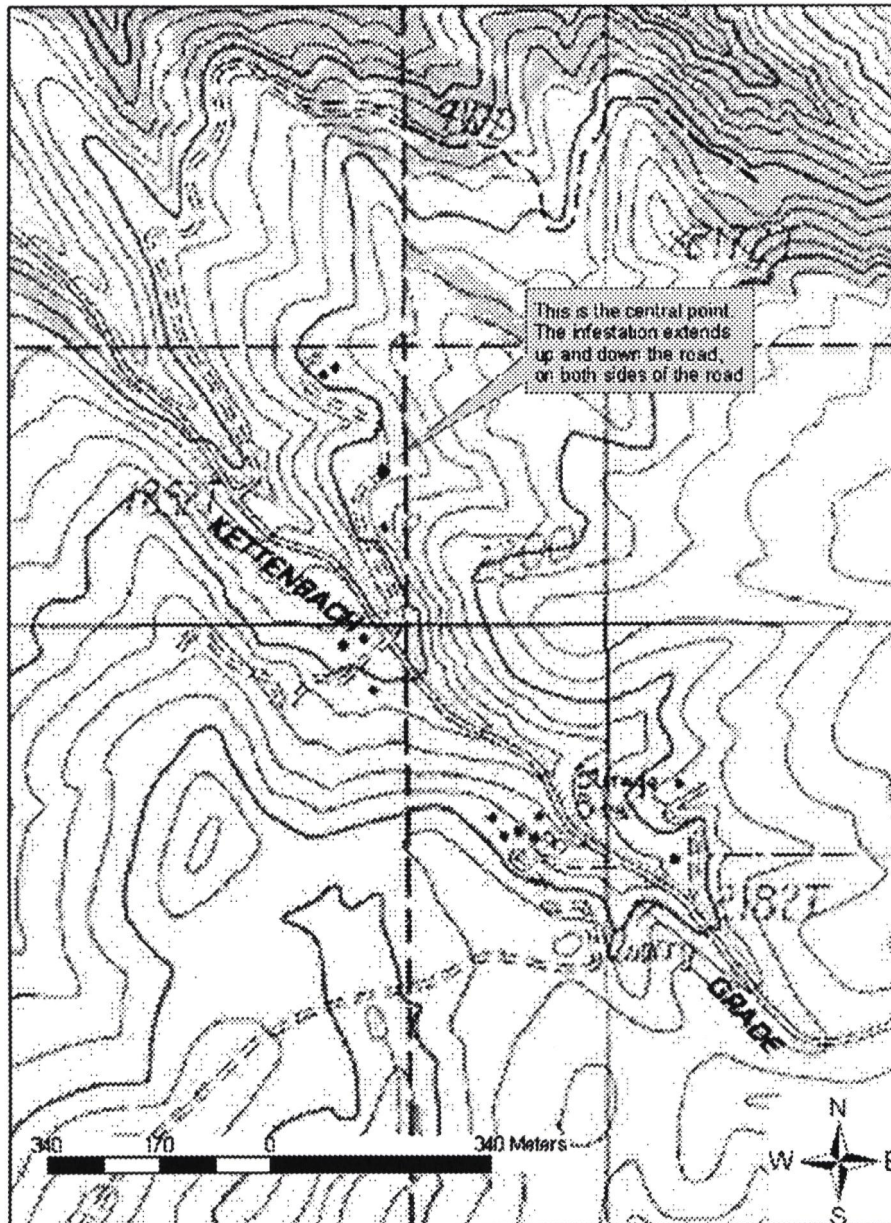 This is the central point.
The infestation extends
up and down the road,
on both sides of the road
KETTENBACH
182T
GRADE
340 170 0 340 Meters
N
W E
S